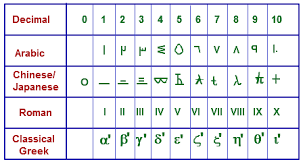 Decimal 0 1 2 3 4 5 6 7 8 9 10
Arabic ١ ٢ ٣ ٤ ٥ ٦ ٧ ٨ ٩ ١٠
Chinese/
Japanese ○ 一 二 三 四 五 六 七 八 九 十
Roman I II III IV V VI VII VIII IX X
Classical
Greek α' β' γ' δ' ε' ς' ζ' η' θ' ι'